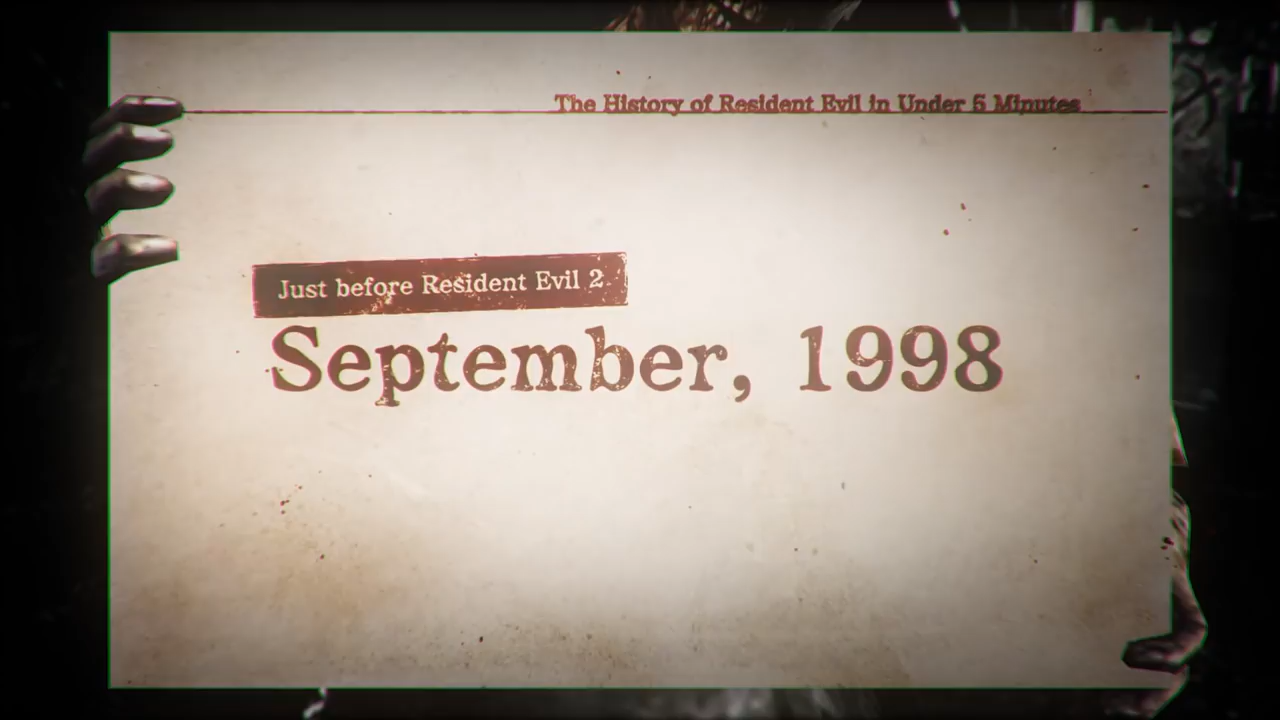 The History of Resident Evil in Under 5 Minutes
Just before Resident Evil 2
September, 1998